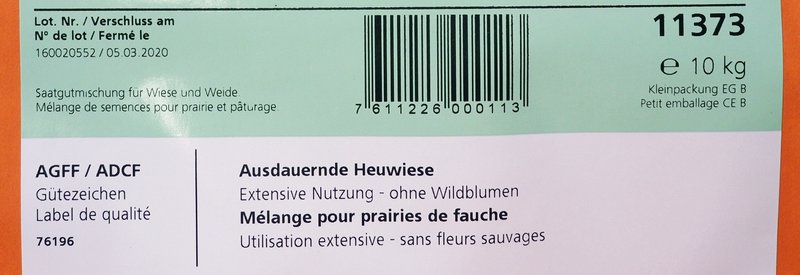 Lot. Nr. / Verschluss am
N° de lot / Fermé le
160020552 / 05.03.2020
Saatgutmischung für Wiese und Weide.
Mélange de semences pour prairie et pâturage.
7 611226 000113
11373
e 10 kg
Kleinpackung EG B
Petit emballage CE B
AGFF / ADCF
Gütezeichen
Label de qualité
76196
Ausdauernde Heuwiese
Extensive Nutzung - ohne Wildblumen
Mélange pour prairies de fauche
Utilisation extensive - sans fleurs sauvages